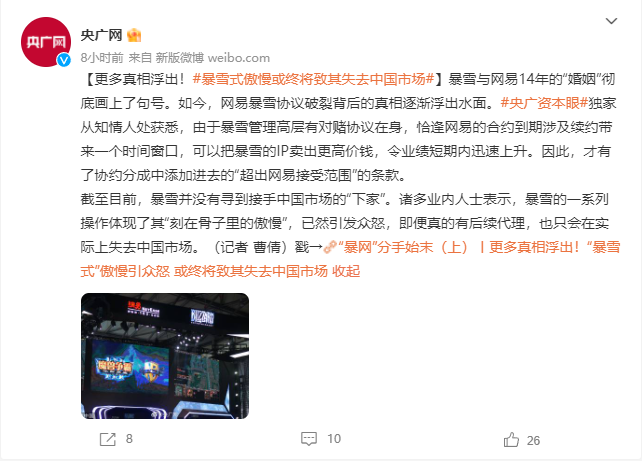 央广网
央广网
8小时前 来自 新版微博 weibo.com
【更多真相浮出！#暴雪式傲慢或终将致其失去中国市场#】暴雪与网易14年的“婚姻”彻
底画上了句号。如今，网易暴雪协议破裂背后的真相逐渐浮出水面。#央广资本眼#独家
从知情人处获悉，由于暴雪管理高层有对赌协议在身，恰逢网易的合约到期涉及续约带
来一个时间窗口，可以把暴雪的IP卖出更高价钱，令业绩短期内迅速上升。因此，才有
了协约分成中添加进去的“超出网易接受范围”的条款。
截至目前，暴雪并没有寻到接手中国市场的“下家”。诸多业内人士表示，暴雪的一系列
操作体现了其“刻在骨子里的傲慢”，已然引发众怒，即便真的有后续代理，也只会在实
际上失去中国市场。（记者 曹倩）戳→“暴网”分手始末（上）丨更多真相浮出！“暴雪
式”傲慢引众怒 或终将致其失去中国市场 收起
BLIZZARD
魔兽争霸
8
10
26